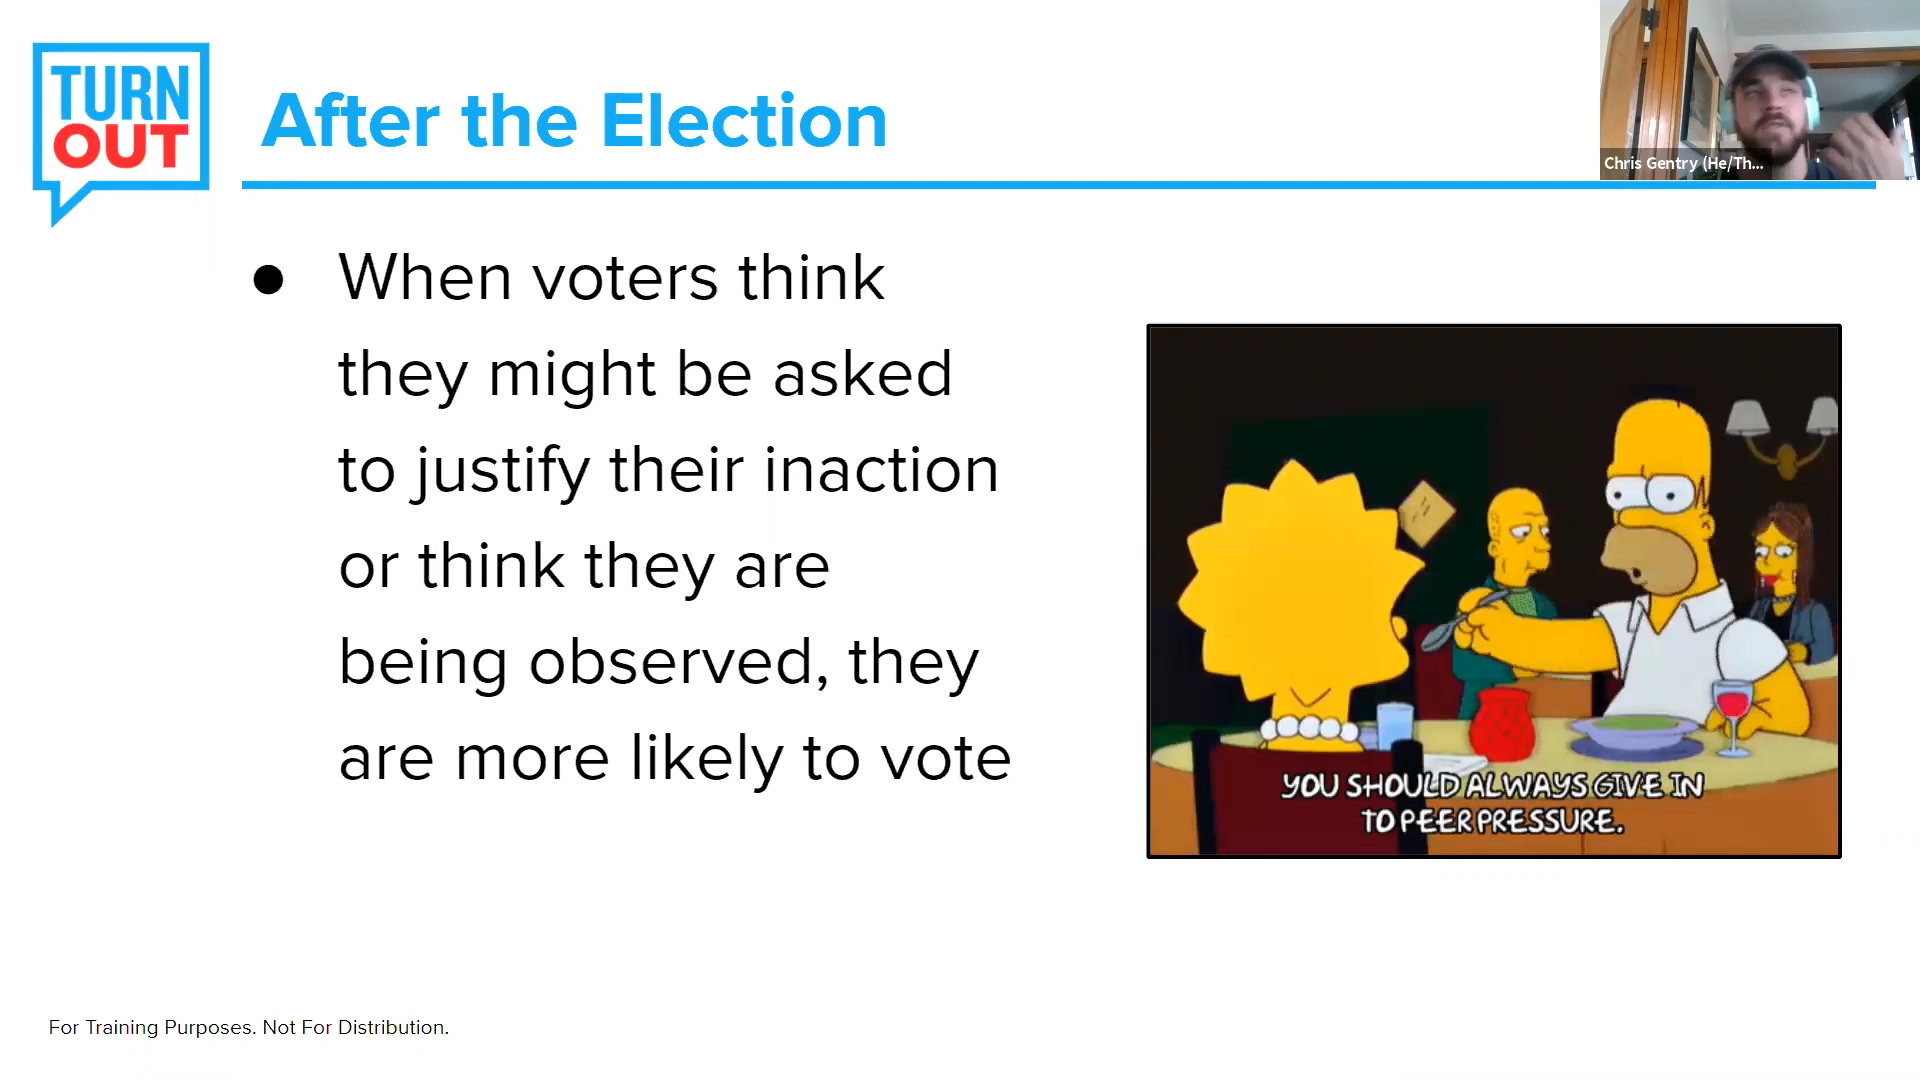 TURN
OUT
After the Election
Chris Gentry (He/Th...
● When voters think
they might be asked
to justify their inaction
or think they are
being observed, they
are more likely to vote
YOU SHOULD ALWAYS GIVE IN
TO PEER PRESSURE.
For Training Purposes. Not For Distribution.